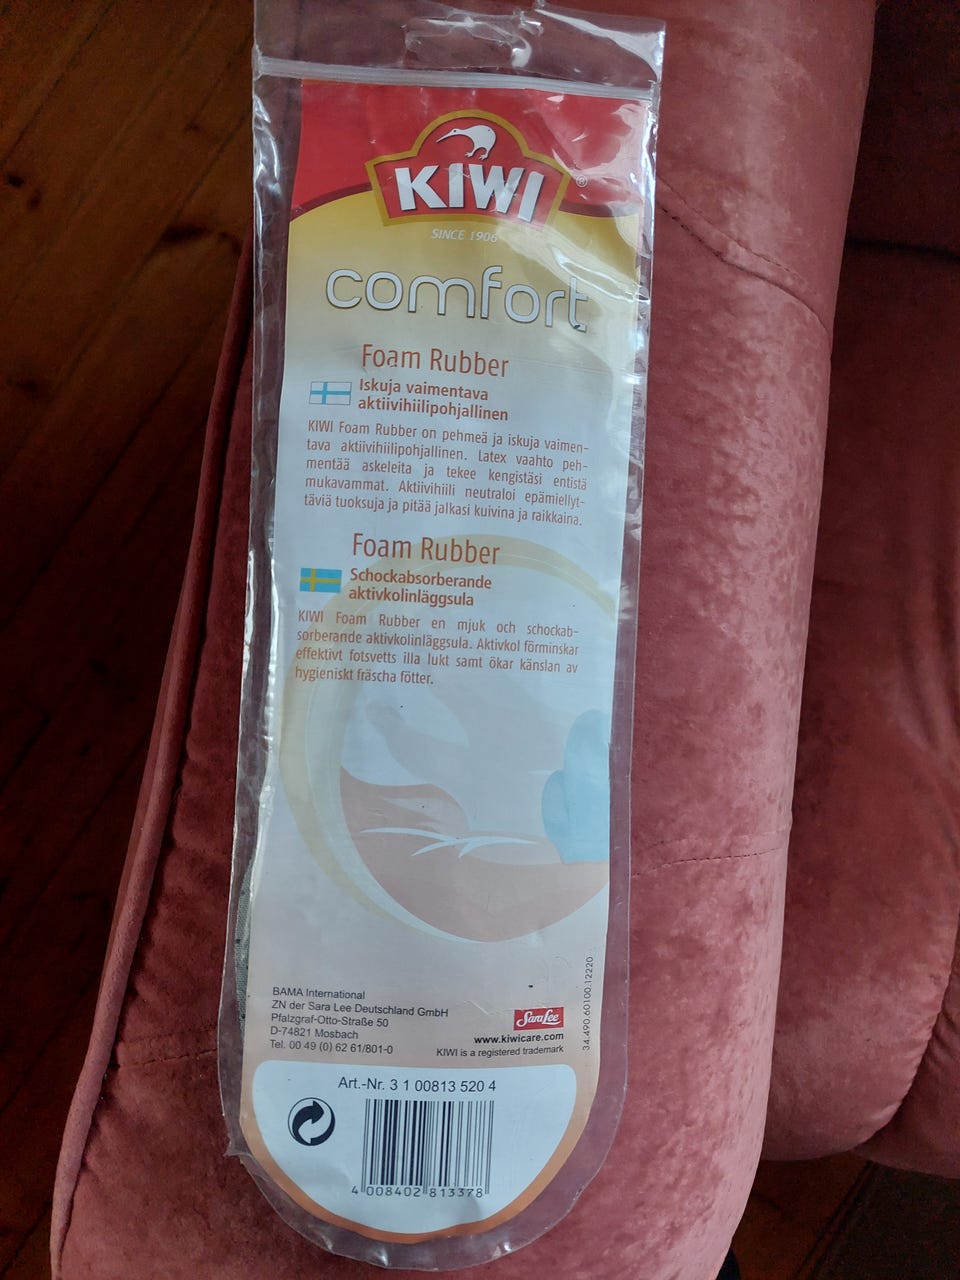 KIWI ®
SINCE 1906
comfort
Foam Rubber
Iskuja vaimentava
aktiivihiilipohjallinen
KIWI Foam Rubber on pehmeä ja iskuja vaimen-
tava aktiivihiilipohjallinen. Latex vaahto peh-
mentää askeleita ja tekee kengistäsi entistä
mukavammat. Aktiivihiili neutraloi epämiellyt-
täviä tuoksuja ja pitää jalkasi kuivina ja raikkaina.
Foam Rubber
Schockabsorberande
aktivkolinläggsula
KIWI Foam Rubber en mjuk och schockab-
sorberande aktivkolinläggsula. Aktivkol förminskar
effektivt fotsvetts illa lukt samt ökar känslan av
hygieniskt fräscha fötter.
BAMA International
ZN der Sara Lee Deutschland GmbH
Pfalzgraf-Otto-Straße 50
D-74821 Mosbach
Tel. 00 49 (0) 62 61/801-0
Sara Lee
www.kiwicare.com
KIWI is a registered trademark
34.490.60100.12220
Art.-Nr. 3 1 00813 520 4
4 008402 813378